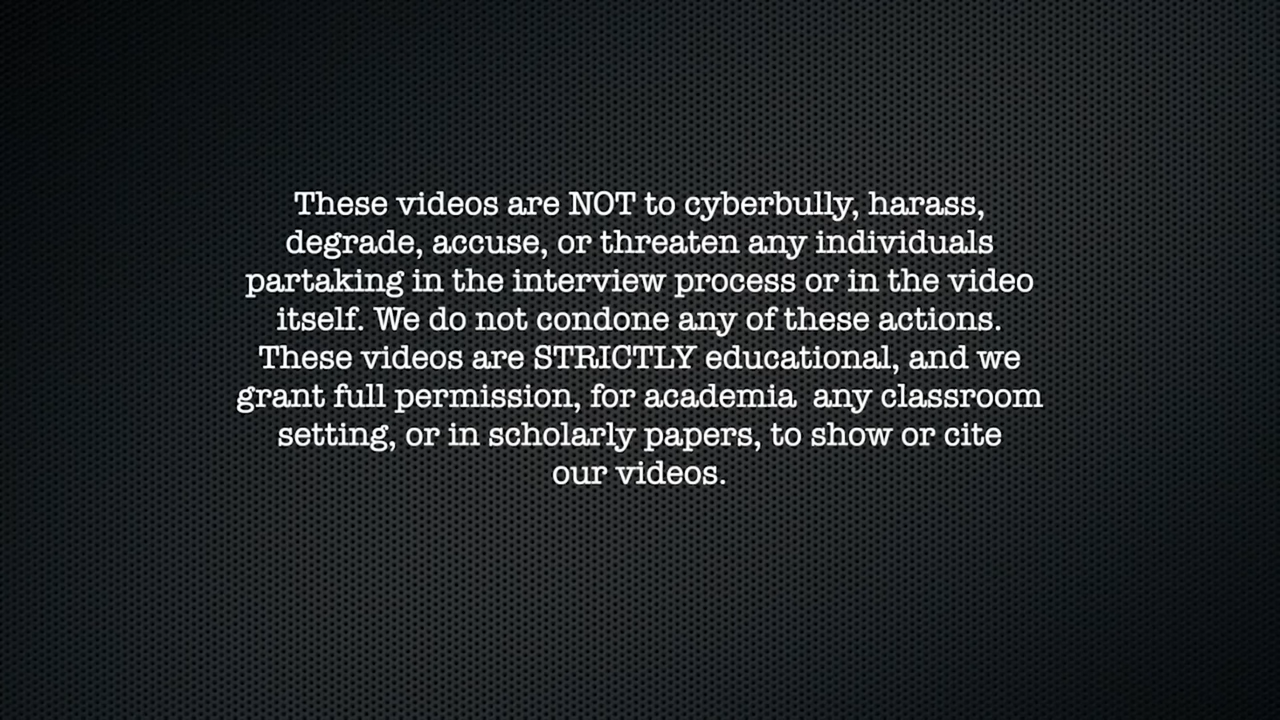 These videos are NOT to cyberbully, harass,
degrade, accuse, or threaten any individuals
partaking in the interview process or in the video
itself. We do not condone any of these actions.
These videos are STRICTLY educational, and we
grant full permission, for academia  any classroom
setting, or in scholarly papers, to show or cite
our videos.